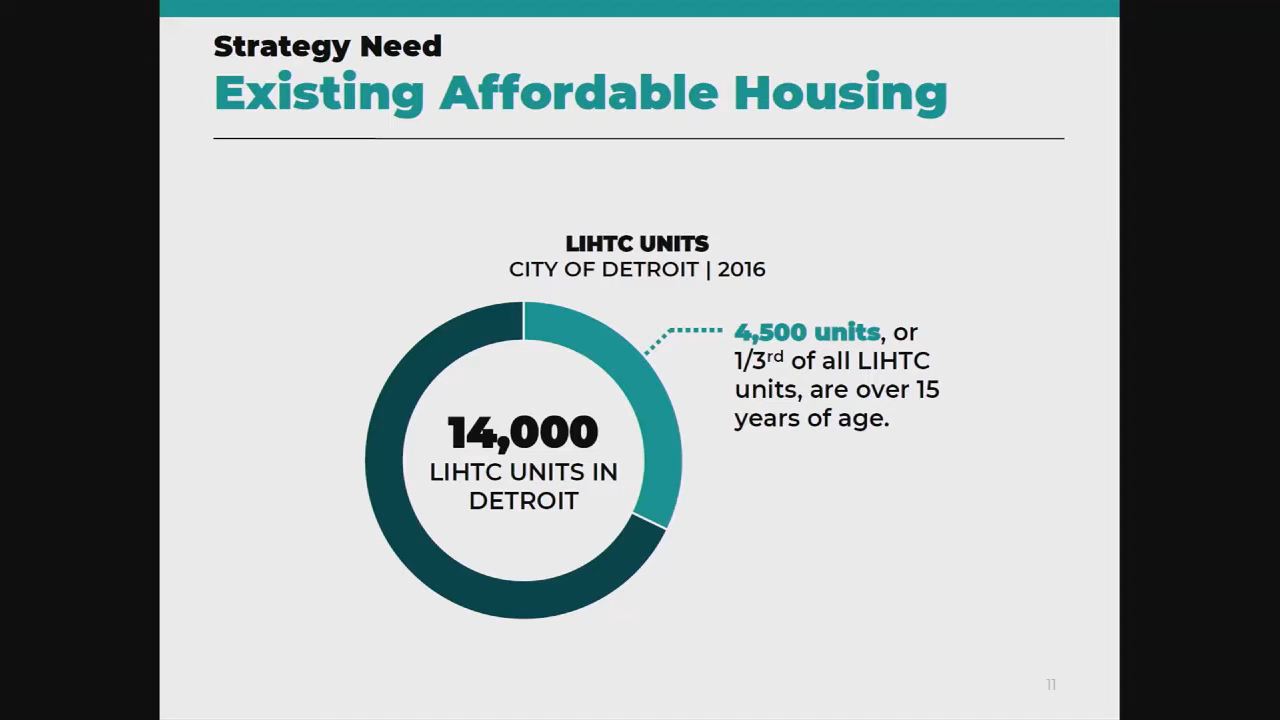 Strategy Need
Existing Affordable Housing
LIHTC UNITS
CITY OF DETROIT | 2016
4,500 units, or
1/3rd of all LIHTC
units, are over 15
years of age.
14,000
LIHTC UNITS IN
DETROIT
11